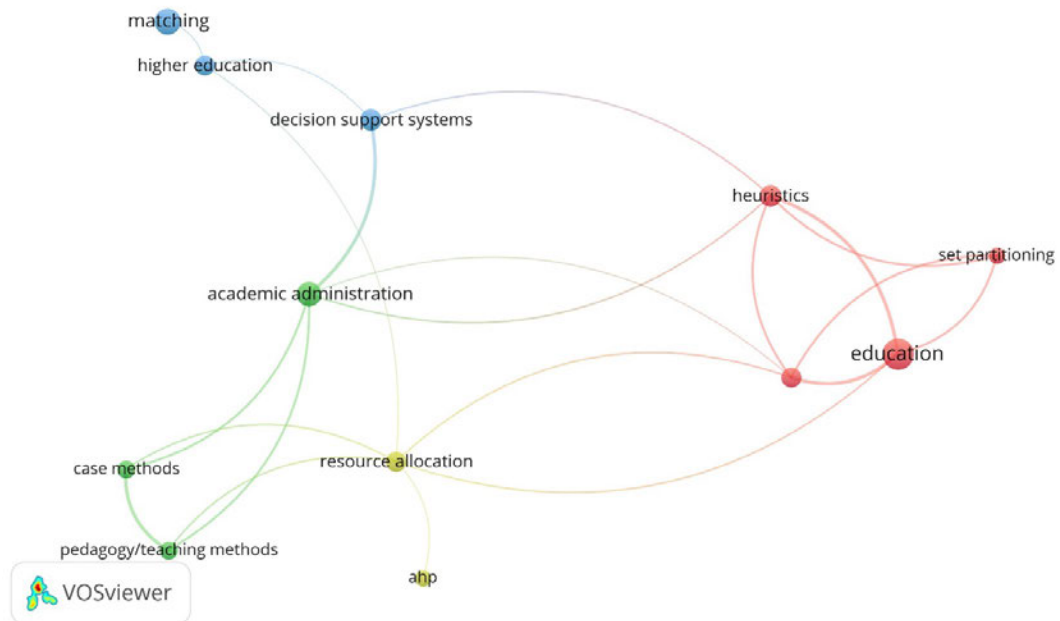 matching
higher education
decision support systems
heuristics
set partitioning
academic administration
education
resource allocation
case methods
pedagogy/teaching methods
ahp
VOSviewer